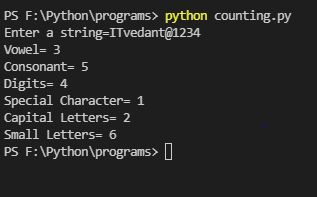 PS F:\Python\programs> python counting.py
Enter a string=ITvedant@1234
Vowel= 3
Consonant= 5
Digits= 4
Special Character= 1
Capital Letters= 2
Small Letters= 6
PS F:\Python\programs>